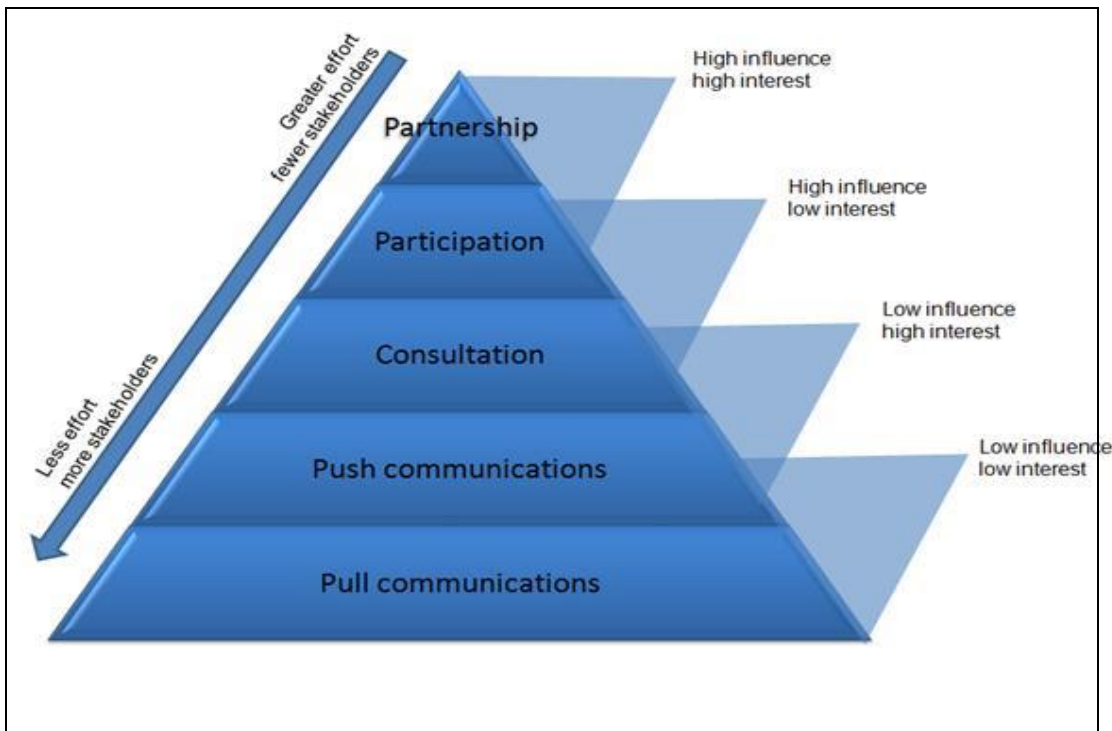 Greater effort
fewer stakeholders
High influence
high interest
Partnership
High influence
low interest
Participation
Low influence
high interest
Consultation
Less effort
more stakeholders
Low influence
low interest
Push communications
Pull communications